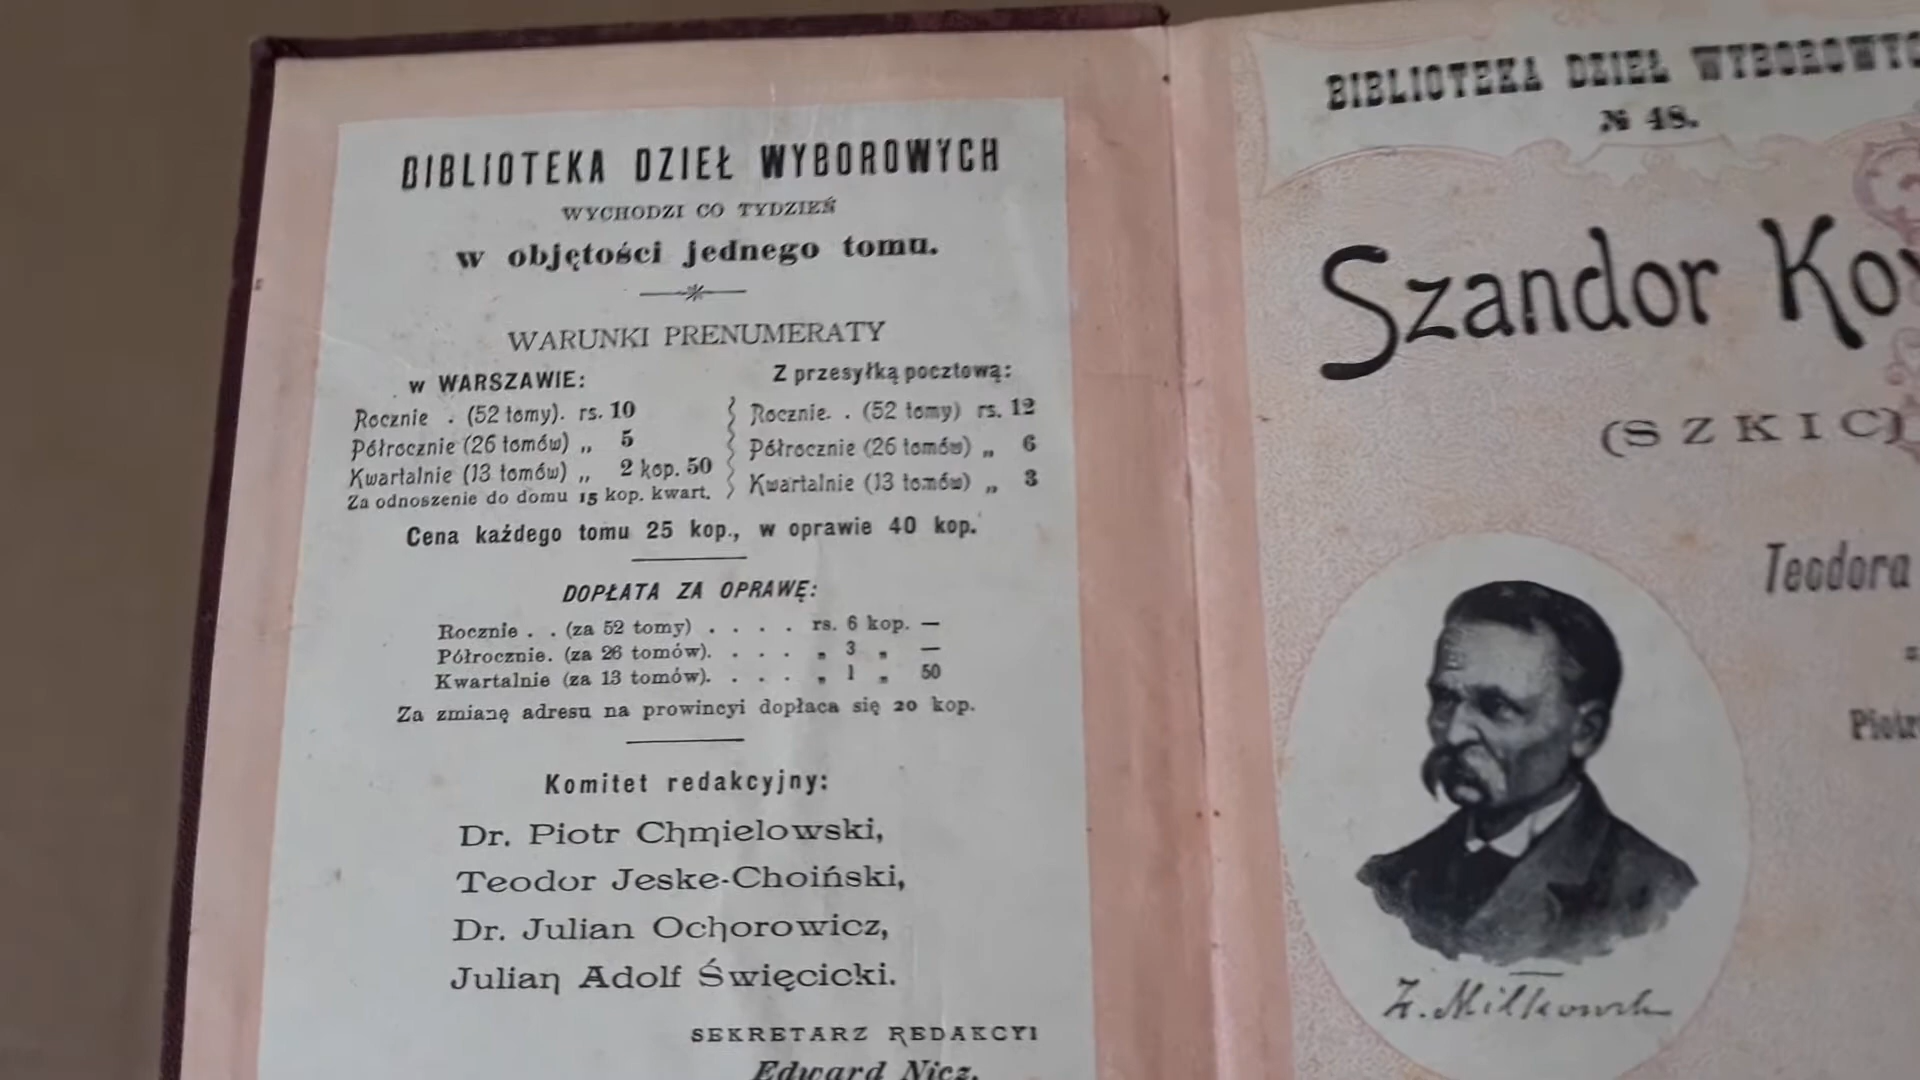 BIBLIOTEKA DZIEŁ WYBOROWYCH
WYCHODZI CO TYDZIEŃ
w objętości jednego tomu.
WARUNKI PRENUMERATY
w WARSZAWIE:
Rocznie . (52 tomy). rs. 10
Półrocznie (26 tomów) „ 5
Kwartalnie (13 tomów) „ 2 kop. 50
Za odnoszenie do domu 15 kop. kwart.
Z przesyłką pocztową:
Rocznie. . (52 tomy) rs. 12
Półrocznie (26 tomów) „ 6
Kwartalnie (13 tomów) „ 3
Cena każdego tomu 25 kop., w oprawie 40 kop.
DOPŁATA ZA OPRAWĘ:
Rocznie . . (za 52 tomy) . . . . rs. 6 kop. —
Półrocznie. (za 26 tomów). . . . „ 3 „ —
Kwartalnie (za 13 tomów). . . . „ 1 „ 50
Za zmianę adresu na prowincyi dopłaca się 20 kop.
Komitet redakcyjny:
Dr. Piotr Chmielowski,
Teodor Jeske-Choiński,
Dr. Julian Ochorowicz,
Julian Adolf Święcicki.
SEKRETARZ REDAKCYI
Edward Nicz.
BIBLIOTEKA DZIEŁ
№ 48.
Szandor
(SZKIC)
Teodora
Z. Miłkowski